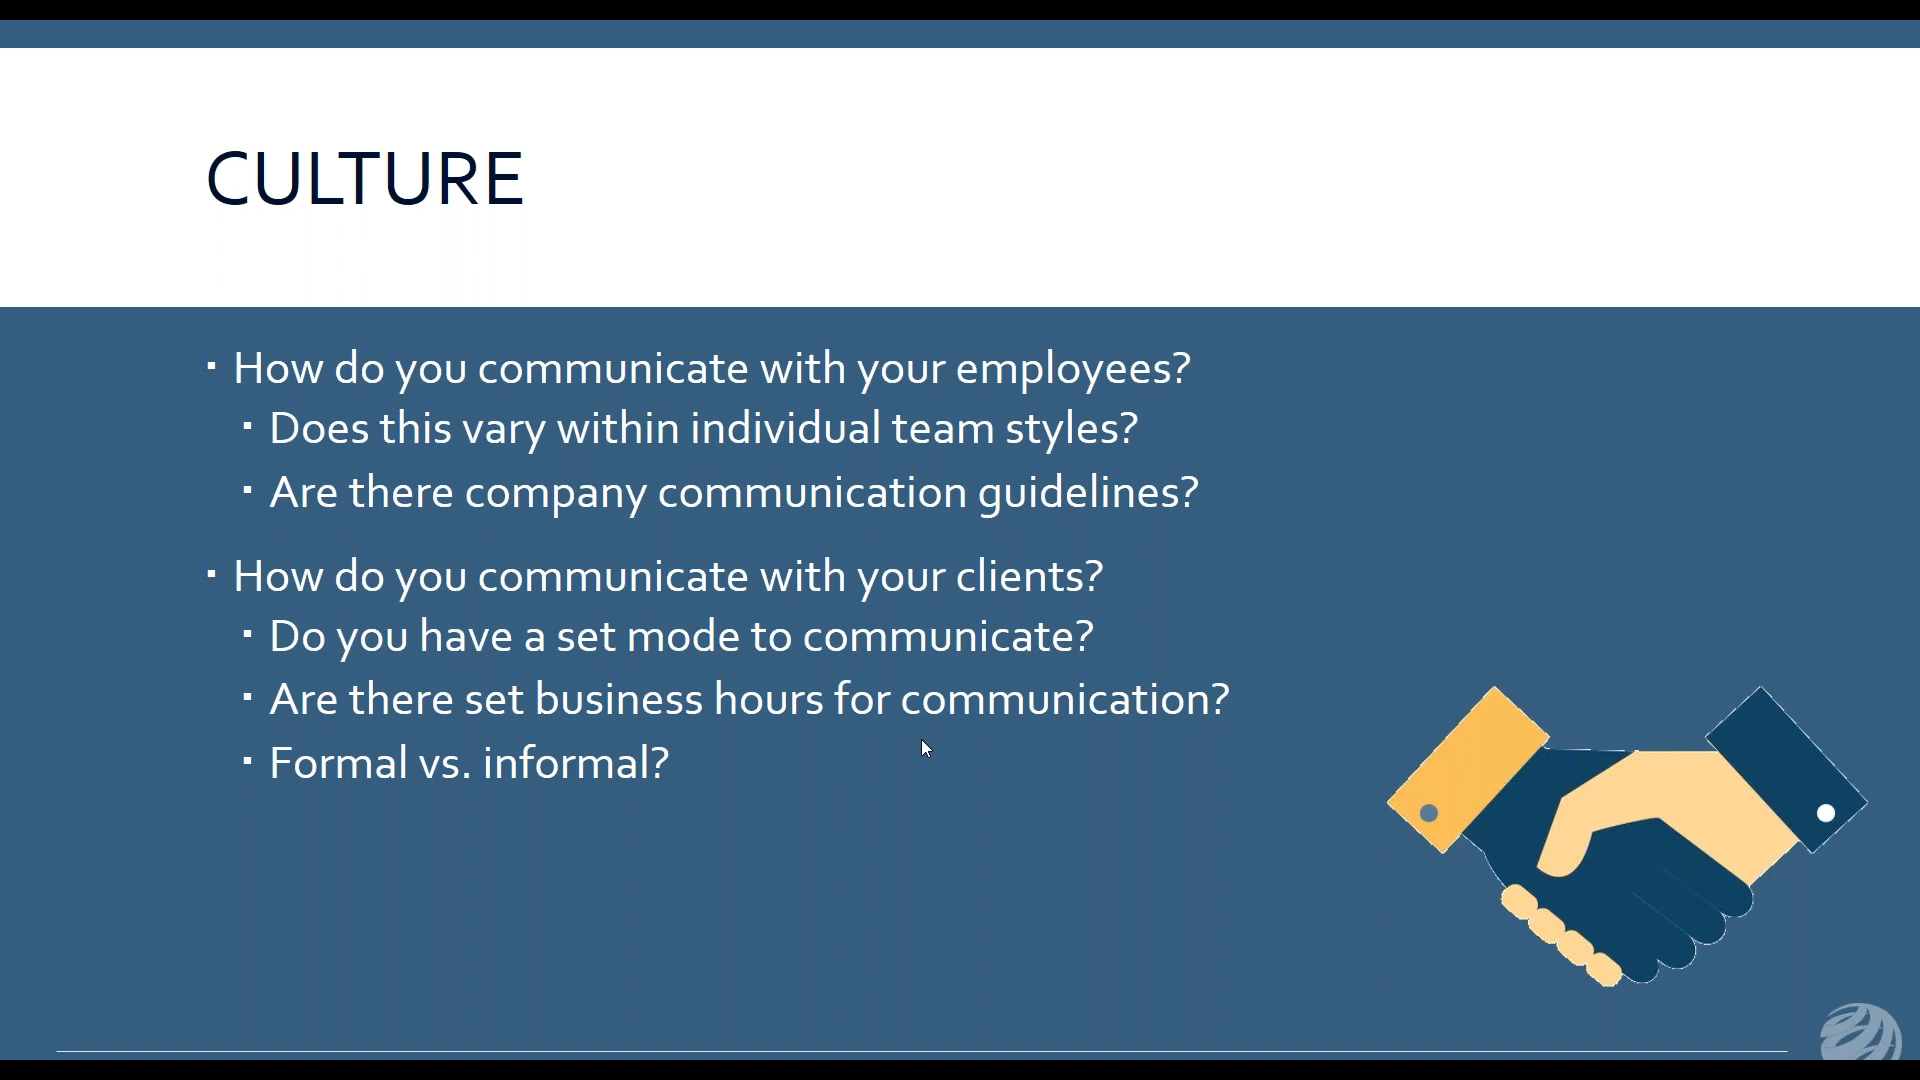 CULTURE
▪ How do you communicate with your employees?
▪ Does this vary within individual team styles?
▪ Are there company communication guidelines?
▪ How do you communicate with your clients?
▪ Do you have a set mode to communicate?
▪ Are there set business hours for communication?
▪ Formal vs. informal?